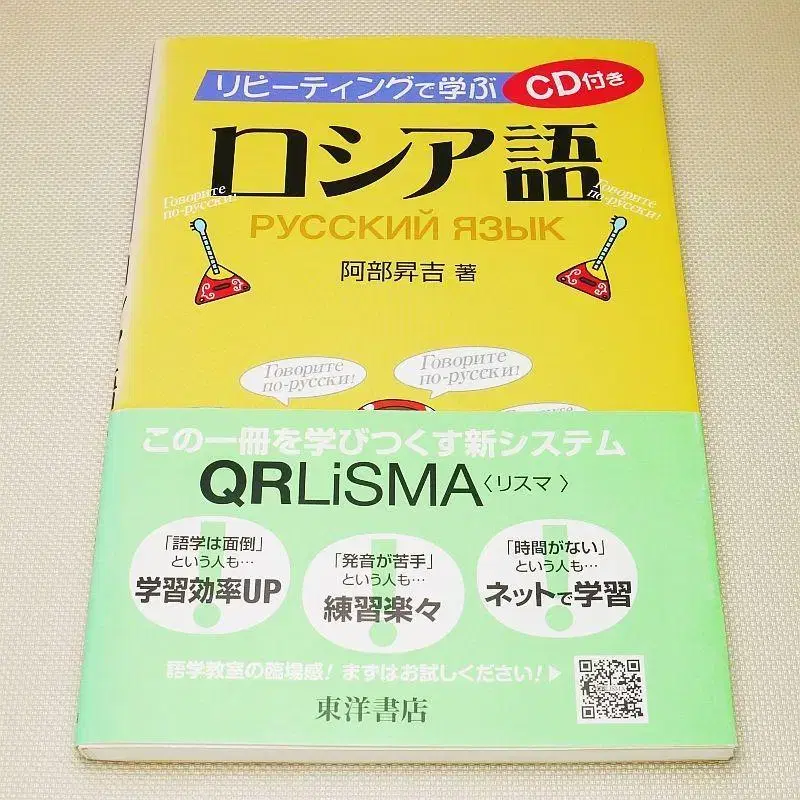 リピーティングで学ぶ CD付き
ロシア語
Говорите
по-русски!
Говорите
по-русски!
РУССКИЙ ЯЗЫК
阿部昇吉 著
Говорите
по-русски!
Говорите
по-русски!
Говорите
この一冊を学びつくす新システム
QRLiSMA〈リスマ〉
「語学は面倒」
という人も…
学習効率UP
「発音が苦手」
という人も…
練習楽々
「時間がない」
という人も…
ネットで学習
語学教室の臨場感!まずはお試しください!▶
東洋書店